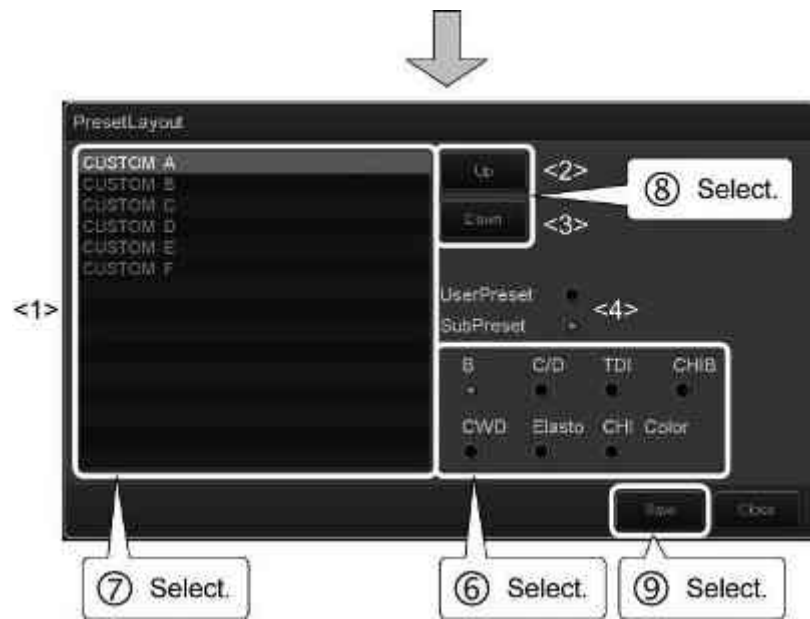 PresetLayout
CUSTOM A
CUSTOM B
CUSTOM C
CUSTOM D
CUSTOM E
CUSTOM F
Up
<2>
⑧ Select.
Down
<3>
<1>
UserPreset
<4>
SubPreset
B C/D TDI CHIB
CWD Elasto CHI Color
Save Close
⑦ Select.
⑥ Select.
⑨ Select.